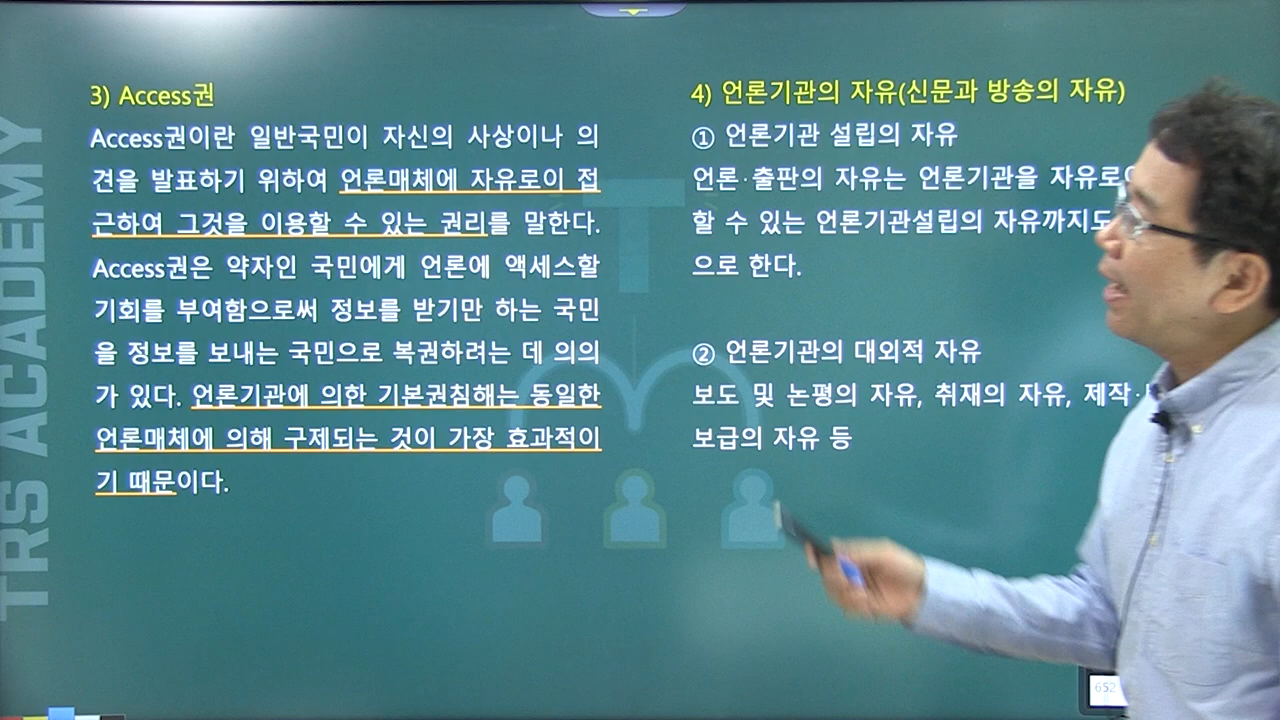 3) Access권
Access권이란 일반국민이 자신의 사상이나 의
견을 발표하기 위하여 언론매체에 자유로이 접
근하여 그것을 이용할 수 있는 권리를 말한다.
Access권은 약자인 국민에게 언론에 액세스할
기회를 부여함으로써 정보를 받기만 하는 국민
을 정보를 보내는 국민으로 복권하려는 데 의의
가 있다. 언론기관에 의한 기본권침해는 동일한
언론매체에 의해 구제되는 것이 가장 효과적이
기 때문이다.
4) 언론기관의 자유(신문과 방송의 자유)
① 언론기관 설립의 자유
언론·출판의 자유는 언론기관을
할 수 있는 언론기관설립의 자유까지도
으로 한다.
② 언론기관의 대외적 자유
보도 및 논평의 자유, 취재의 자유, 제작·
보급의 자유 등
TRS ACADEMY
652